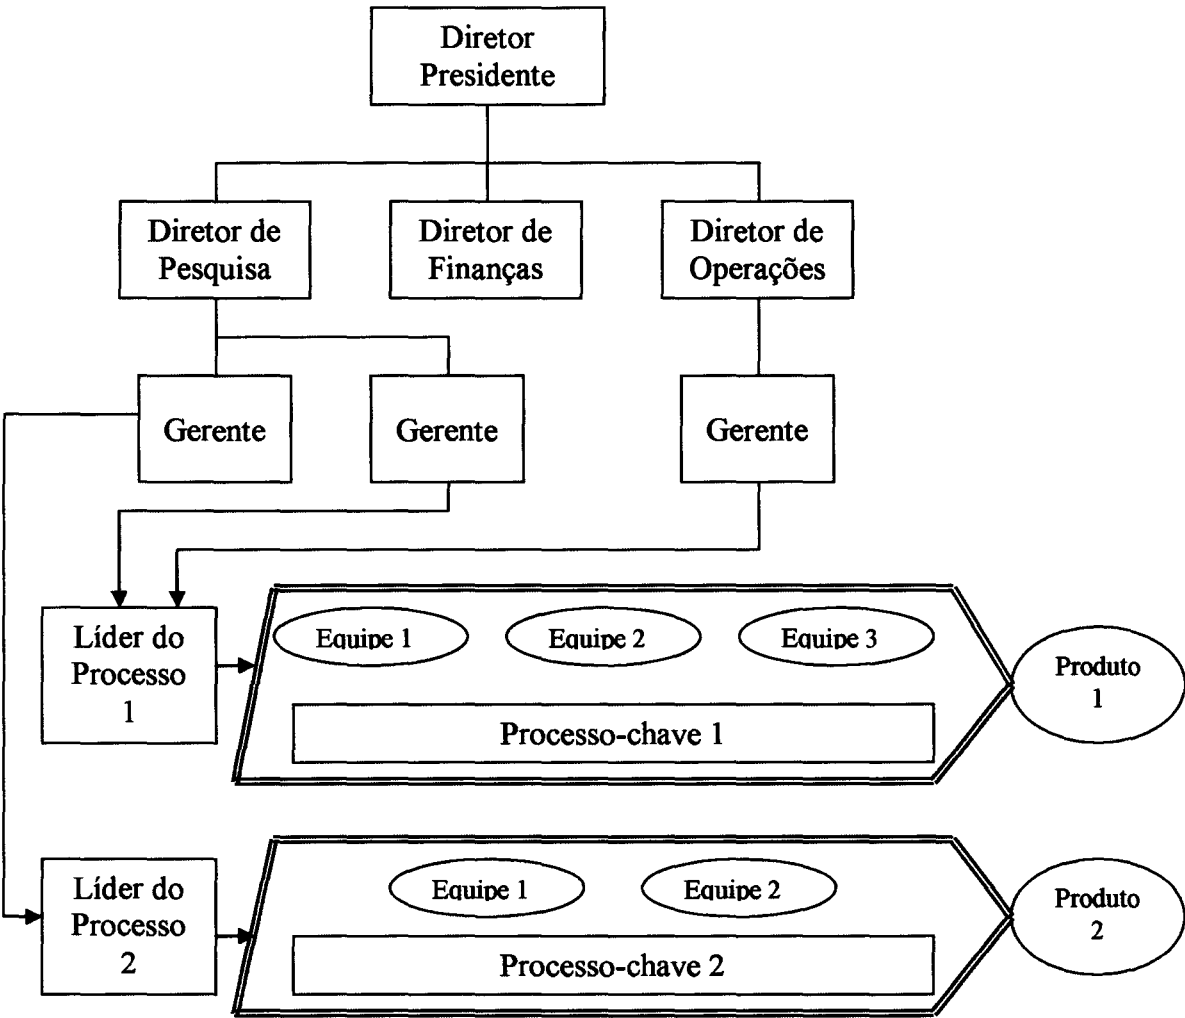 Diretor
Presidente
Diretor de
Pesquisa
Diretor de
Finanças
Diretor de
Operações
Gerente
Gerente
Gerente
Líder do
Processo
1
Equipe 1
Equipe 2
Equipe 3
Processo-chave 1
Produto
1
Líder do
Processo
2
Equipe 1
Equipe 2
Processo-chave 2
Produto
2